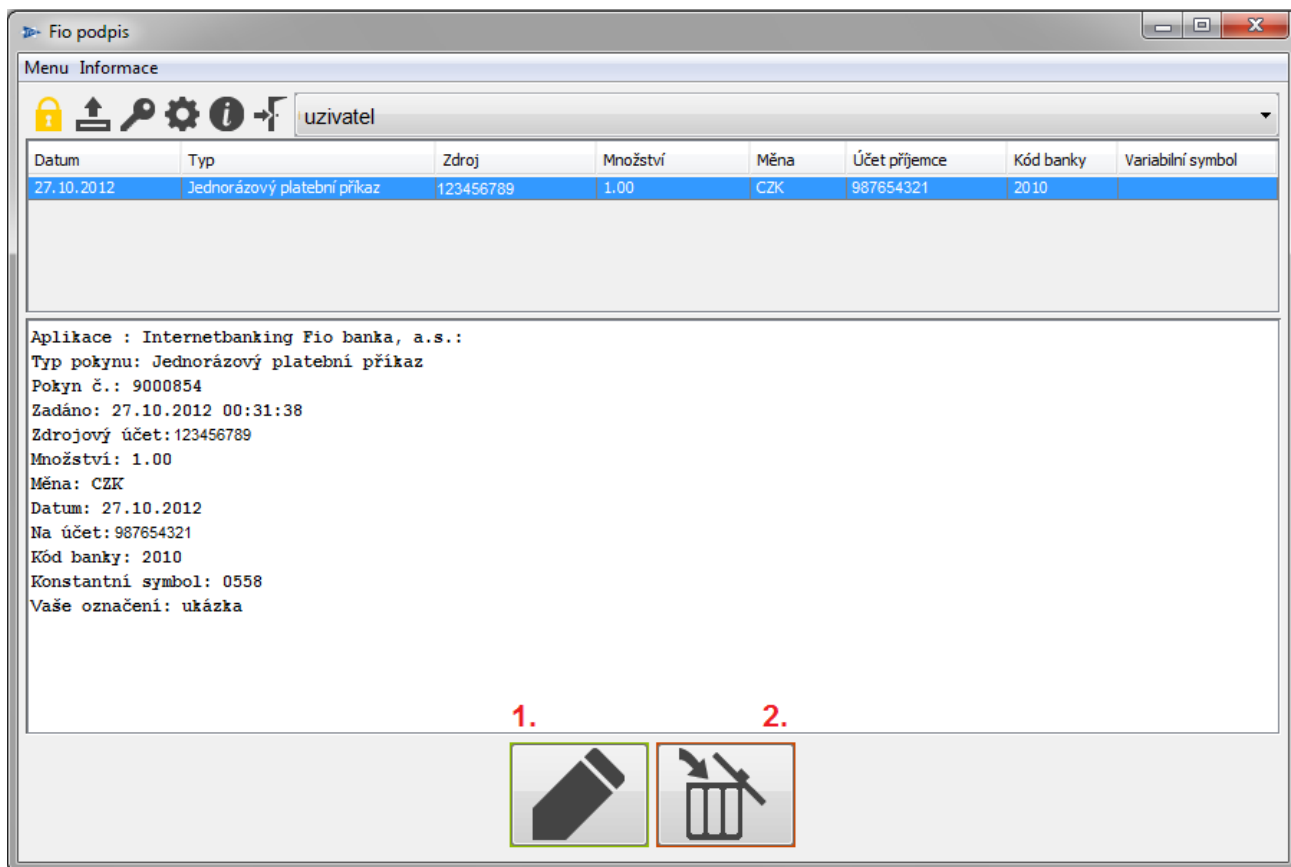 Fio podpis
Menu Informace
uzivatel
Datum Typ Zdroj Množství Měna Účet příjemce Kód banky Variabilní symbol
27.10.2012 Jednorázový platební příkaz 123456789 1.00 CZK 987654321 2010
Aplikace : Internetbanking Fio banka, a.s.:
Typ pokynu: Jednorázový platební příkaz
Pokyn č.: 9000854
Zadáno: 27.10.2012 00:31:38
Zdrojový účet: 123456789
Množství: 1.00
Měna: CZK
Datum: 27.10.2012
Na účet: 987654321
Kód banky: 2010
Konstantní symbol: 0558
Vaše označení: ukázka
1. 2.